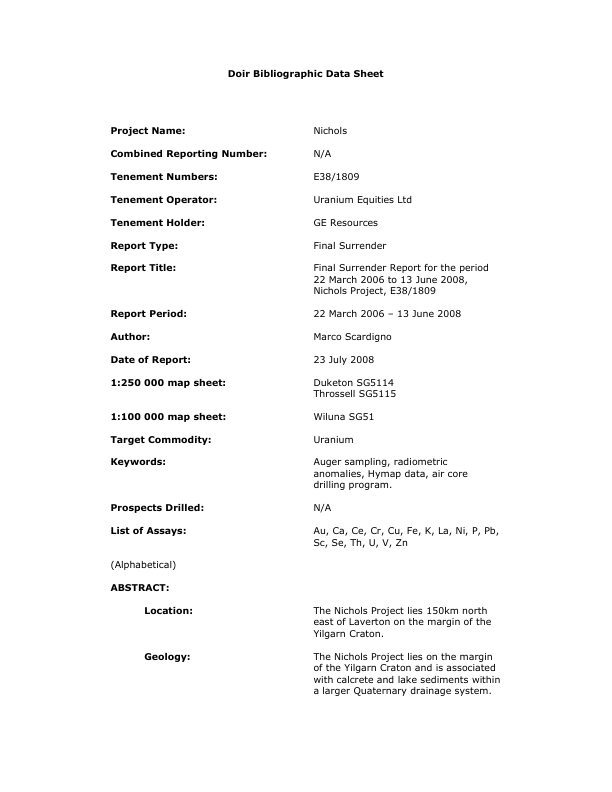 Doir Bibliographic Data Sheet
Project Name: Nichols
Combined Reporting Number: N/A
Tenement Numbers: E38/1809
Tenement Operator: Uranium Equities Ltd
Tenement Holder: GE Resources
Report Type: Final Surrender
Report Title: Final Surrender Report for the period
22 March 2006 to 13 June 2008,
Nichols Project, E38/1809
Report Period: 22 March 2006 – 13 June 2008
Author: Marco Scardigno
Date of Report: 23 July 2008
1:250 000 map sheet: Duketon SG5114
Throssell SG5115
1:100 000 map sheet: Wiluna SG51
Target Commodity: Uranium
Keywords: Auger sampling, radiometric
anomalies, Hymap data, air core
drilling program.
Prospects Drilled: N/A
List of Assays: Au, Ca, Ce, Cr, Cu, Fe, K, La, Ni, P, Pb,
Sc, Se, Th, U, V, Zn
(Alphabetical)
ABSTRACT:
Location: The Nichols Project lies 150km north
east of Laverton on the margin of the
Yilgarn Craton.
Geology: The Nichols Project lies on the margin
of the Yilgarn Craton and is associated
with calcrete and lake sediments within
a larger Quaternary drainage system.